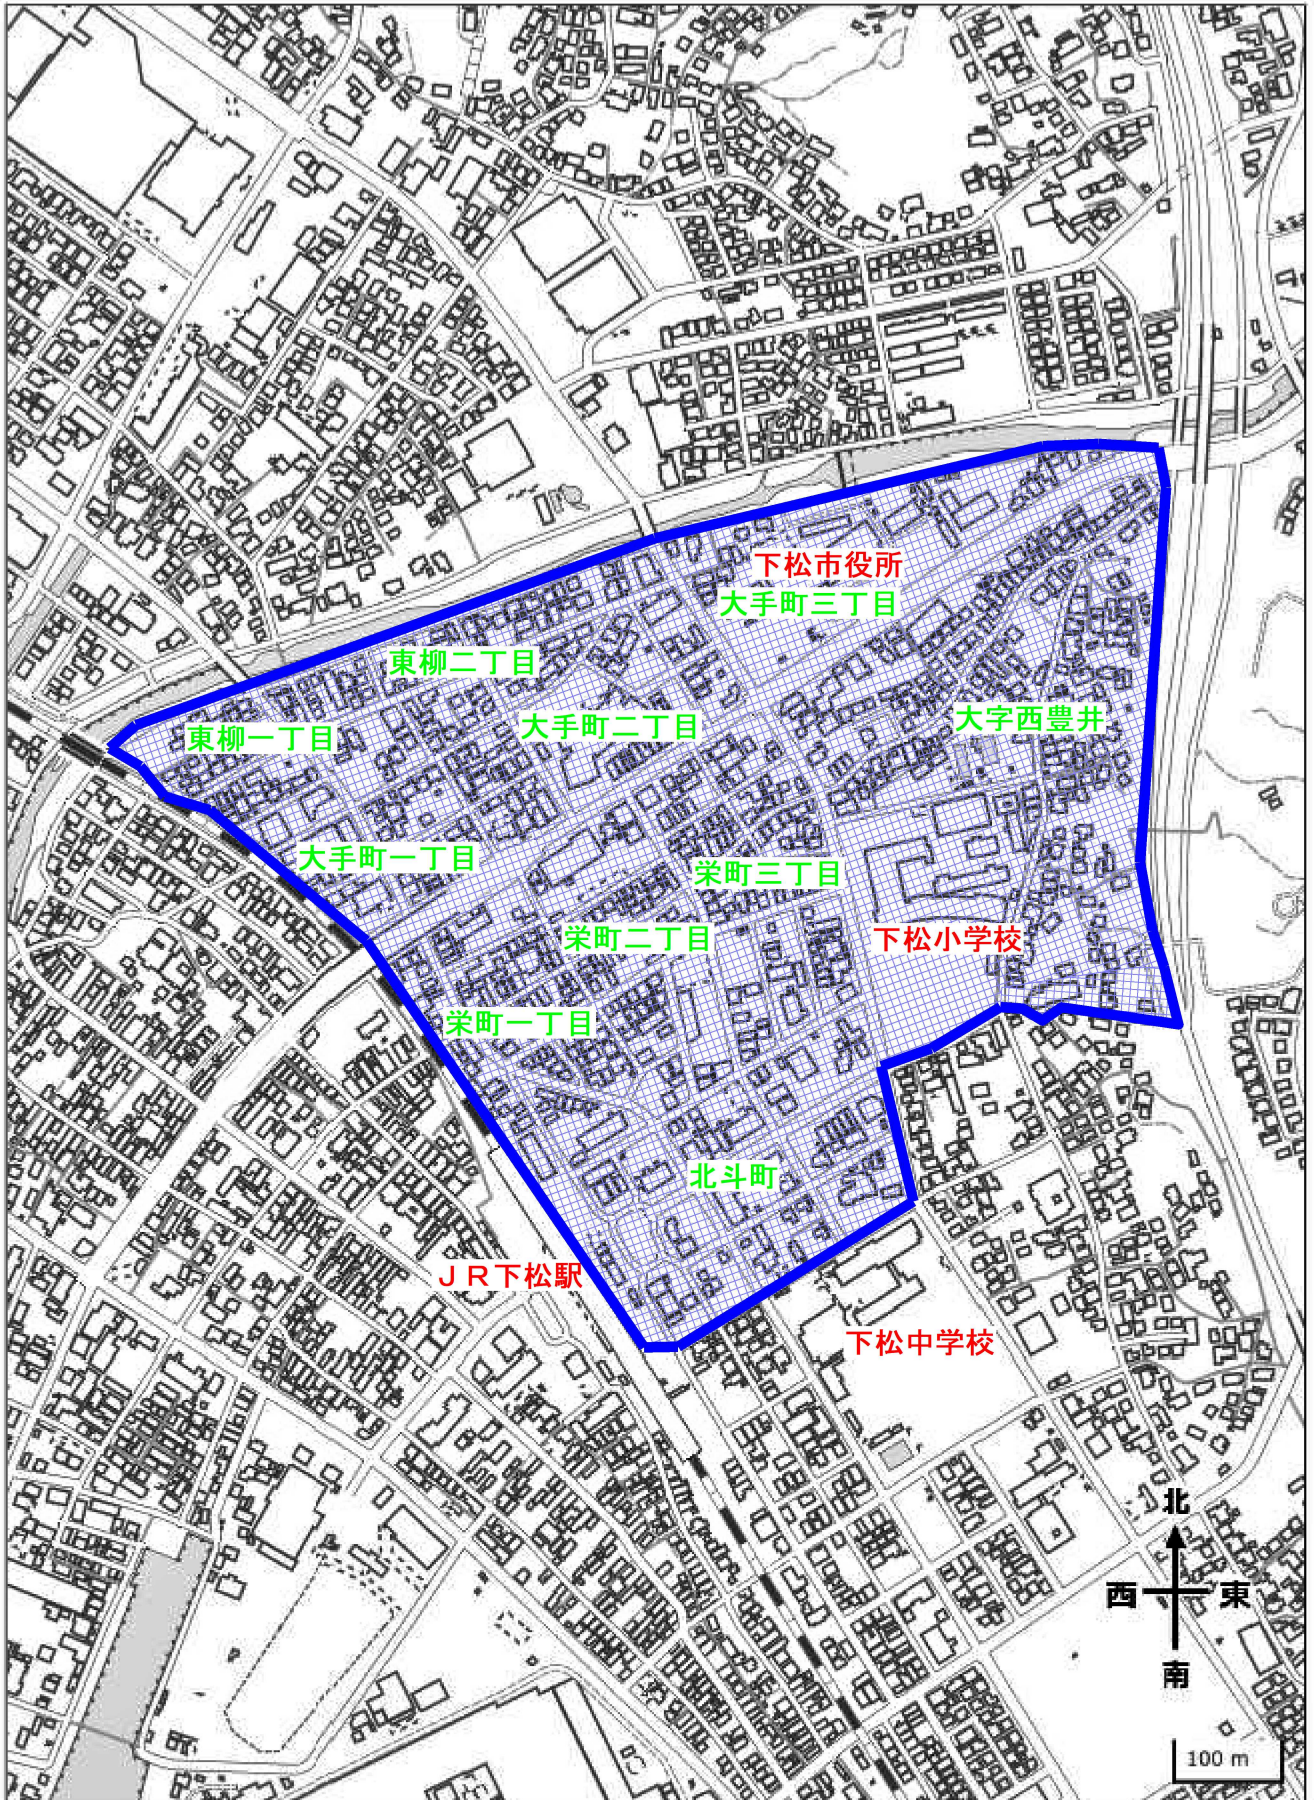 下松市役所
大手町三丁目
東柳二丁目
大字西豊井
大手町二丁目
東柳一丁目
大手町一丁目
栄町三丁目
栄町二丁目
下松小学校
栄町一丁目
北斗町
ＪＲ下松駅
下松中学校
北
西 東
南
100 m